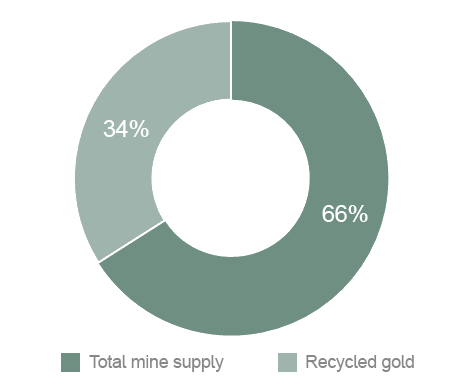 34%
66%
Total mine supply
Recycled gold